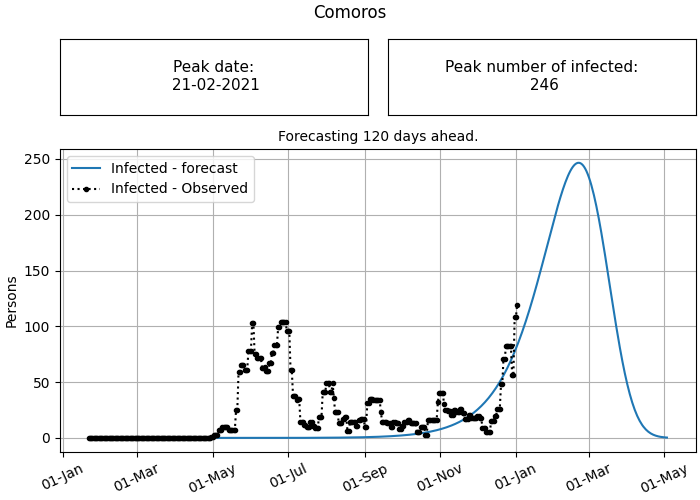 Comoros
Peak date:
21-02-2021
Peak number of infected:
246
Forecasting 120 days ahead.
Infected - forecast
Infected - Observed
Persons
250
200
150
100
50
0
01-Jan
01-Mar
01-May
01-Jul
01-Sep
01-Nov
01-Jan
01-Mar
01-May